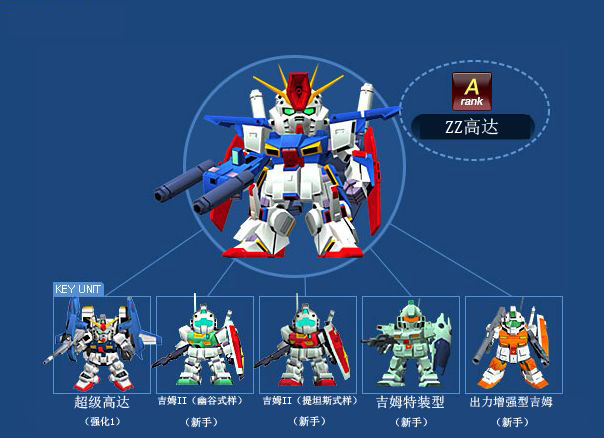 A
rank
ZZ高达
KEY UNIT
超级高达
(强化1)
吉姆II(幽谷式样)
(新手)
吉姆II(提坦斯式样)
(新手)
吉姆特装型
(新手)
出力增强型吉姆
(新手)